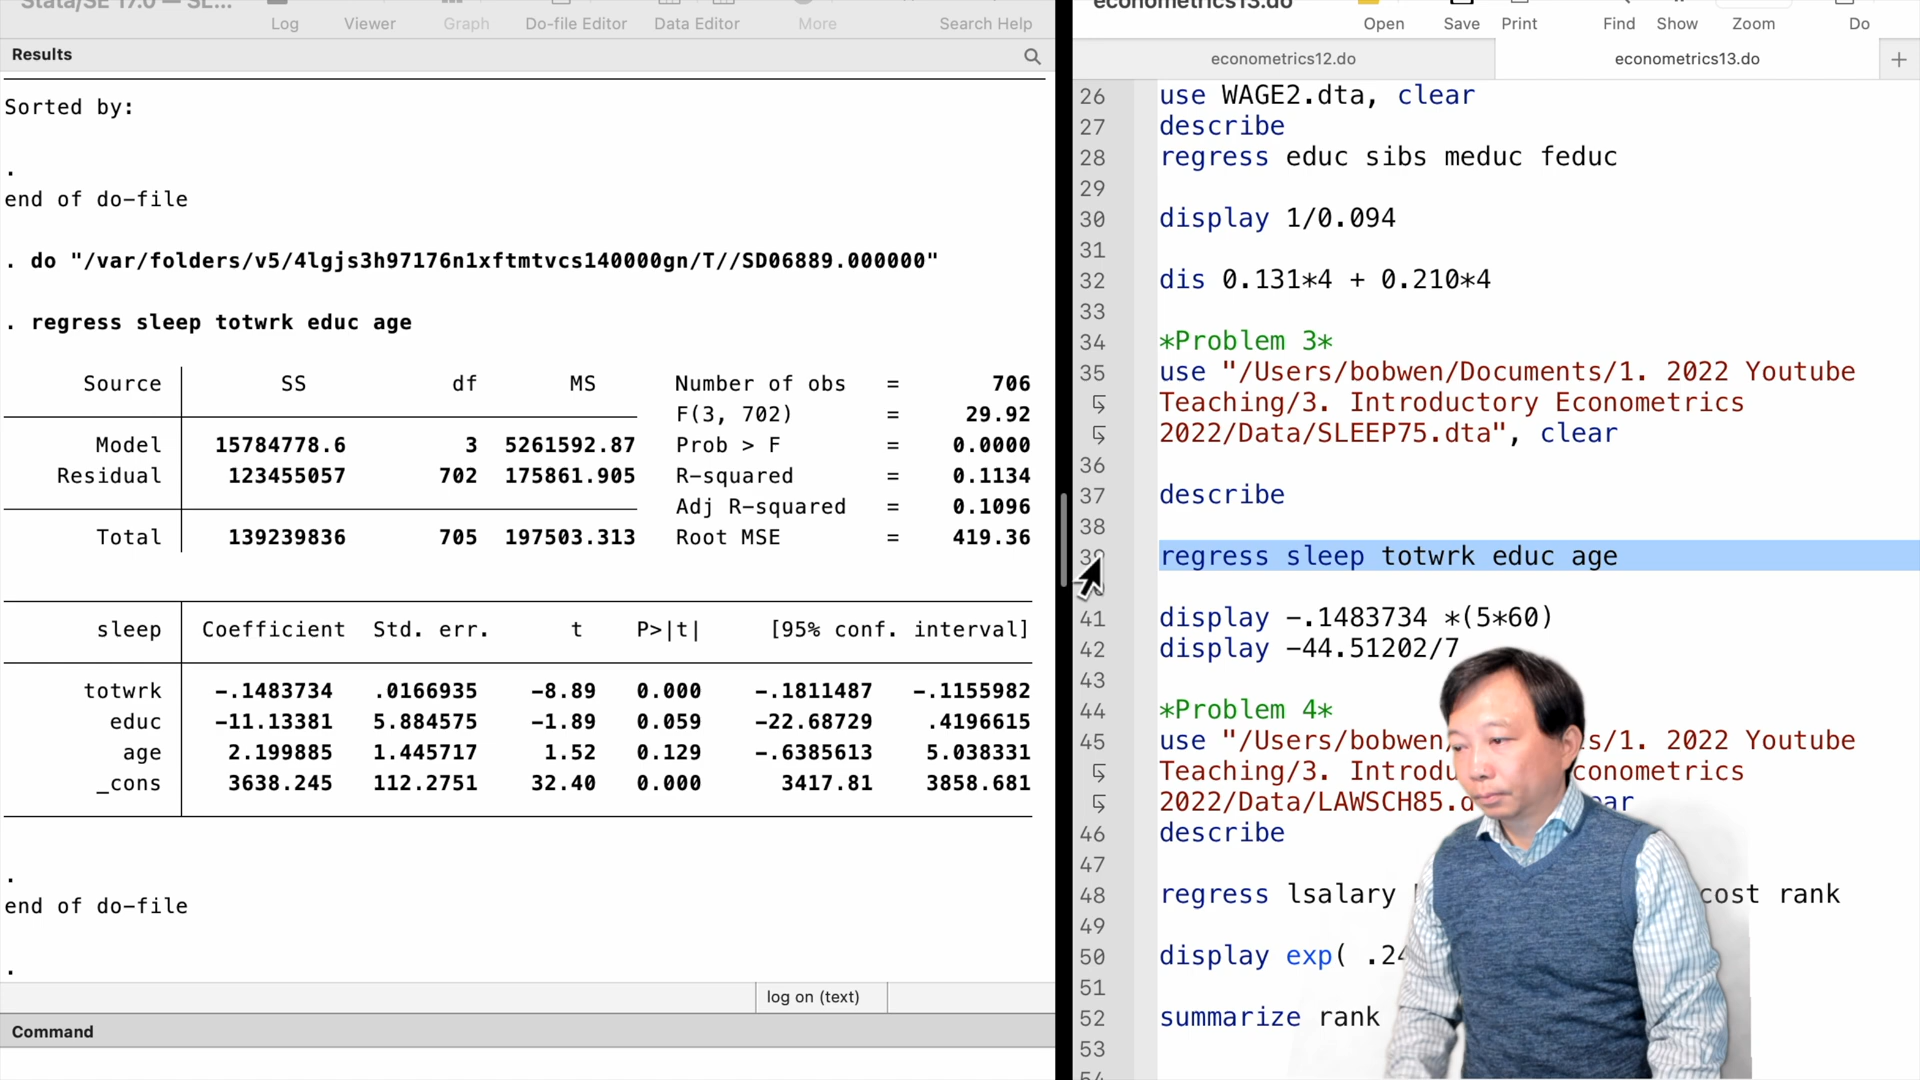 Stata/SE 17.0 — SL...
Log Viewer Graph Do-file Editor Data Editor More Search Help
Results
Sorted by:
.
end of do-file
. do "/var/folders/v5/4lgjs3h97176n1xftmtvcs140000gn/T//SD06889.000000"
. regress sleep totwrk educ age
Source SS df MS Number of obs = 706
F(3, 702) = 29.92
Model 15784778.6 3 5261592.87 Prob > F = 0.0000
Residual 123455057 702 175861.905 R-squared = 0.1134
Adj R-squared = 0.1096
Total 139239836 705 197503.313 Root MSE = 419.36
sleep Coefficient Std. err. t P>|t| [95% conf. interval]
totwrk -.1483734 .0166935 -8.89 0.000 -.1811487 -.1155982
educ -11.13381 5.884575 -1.89 0.059 -22.68729 .4196615
age 2.199885 1.445717 1.52 0.129 -.6385613 5.038331
_cons 3638.245 112.2751 32.40 0.000 3417.81 3858.681
.
end of do-file
.
log on (text)
Command
econometrics13.do
Open Save Print Find Show Zoom Do
econometrics12.do econometrics13.do +
26 use WAGE2.dta, clear
27 describe
28 regress educ sibs meduc feduc
29
30 display 1/0.094
31
32 dis 0.131*4 + 0.210*4
33
34 *Problem 3*
35 use "/Users/bobwen/Documents/1. 2022 Youtube
Teaching/3. Introductory Econometrics
2022/Data/SLEEP75.dta", clear
36
37 describe
38
39 regress sleep totwrk educ age
41 display -.1483734 *(5*60)
42 display -44.51202/7
43
44 *Problem 4*
45 use "/Users/bobwen/ s/1. 2022 Youtube
Teaching/3. Introdu conometrics
2022/Data/LAWSCH85.d ar
46 describe
47
48 regress lsalary cost rank
49
50 display exp( .24
51
52 summarize rank
53
54